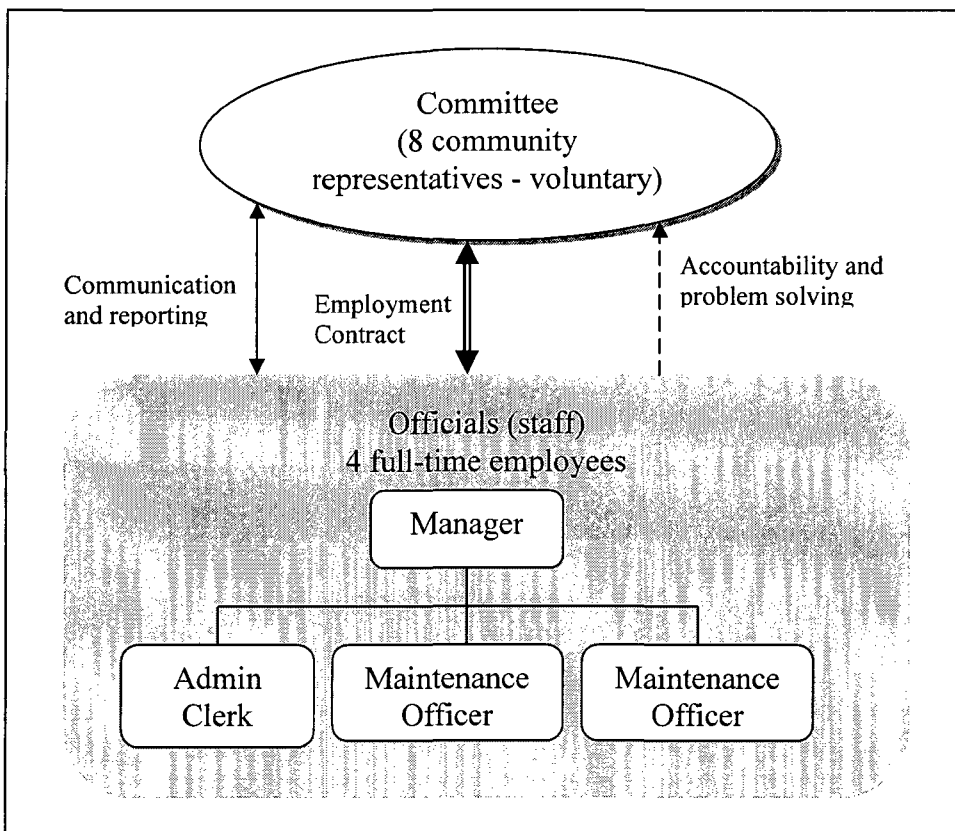 Committee
(8 community
representatives - voluntary)
Communication
and reporting
Employment
Contract
Accountability and
problem solving
Officials (staff)
4 full-time employees
Manager
Admin
Clerk
Maintenance
Officer
Maintenance
Officer